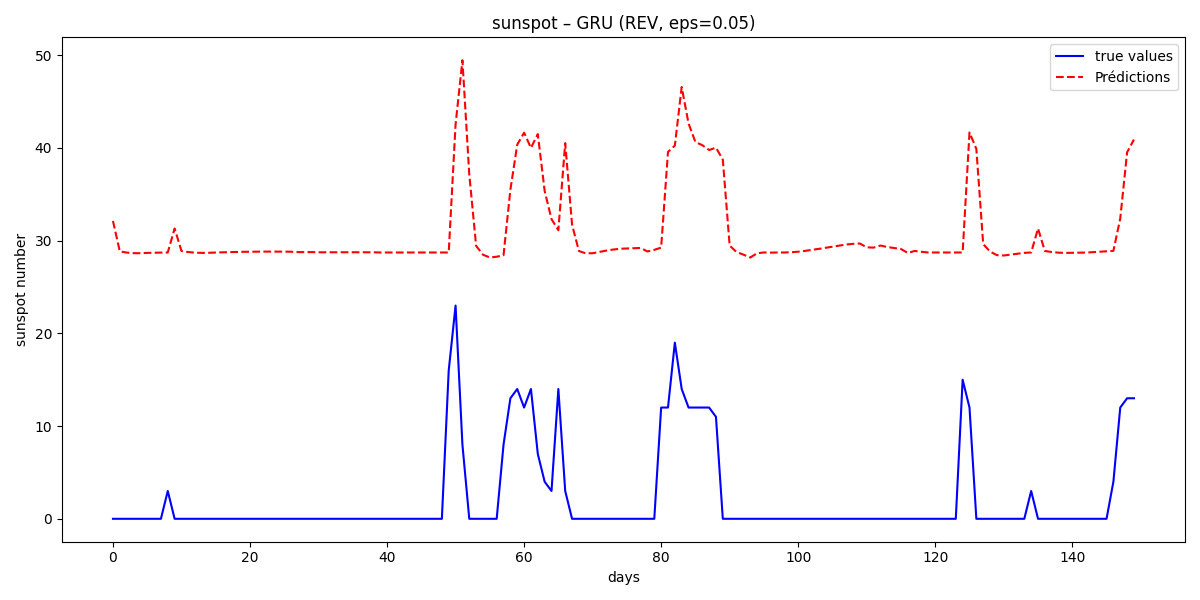 sunspot – GRU (REV, eps=0.05)
50
40
30
20
10
0
sunspot number
true values
Prédictions
0 20 40 60 80 100 120 140
days